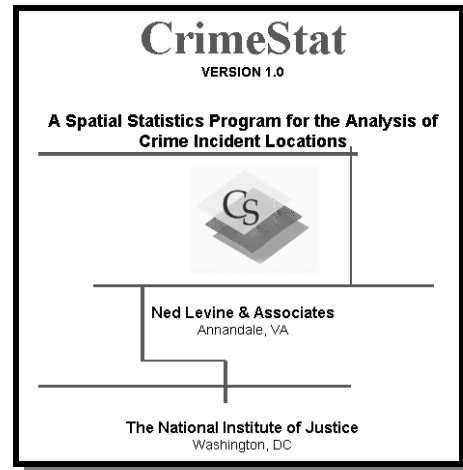 CrimeStat
VERSION 1.0
A Spatial Statistics Program for the Analysis of
Crime Incident Locations
CS
Ned Levine & Associates
Annandale, VA
The National Institute of Justice
Washington, DC